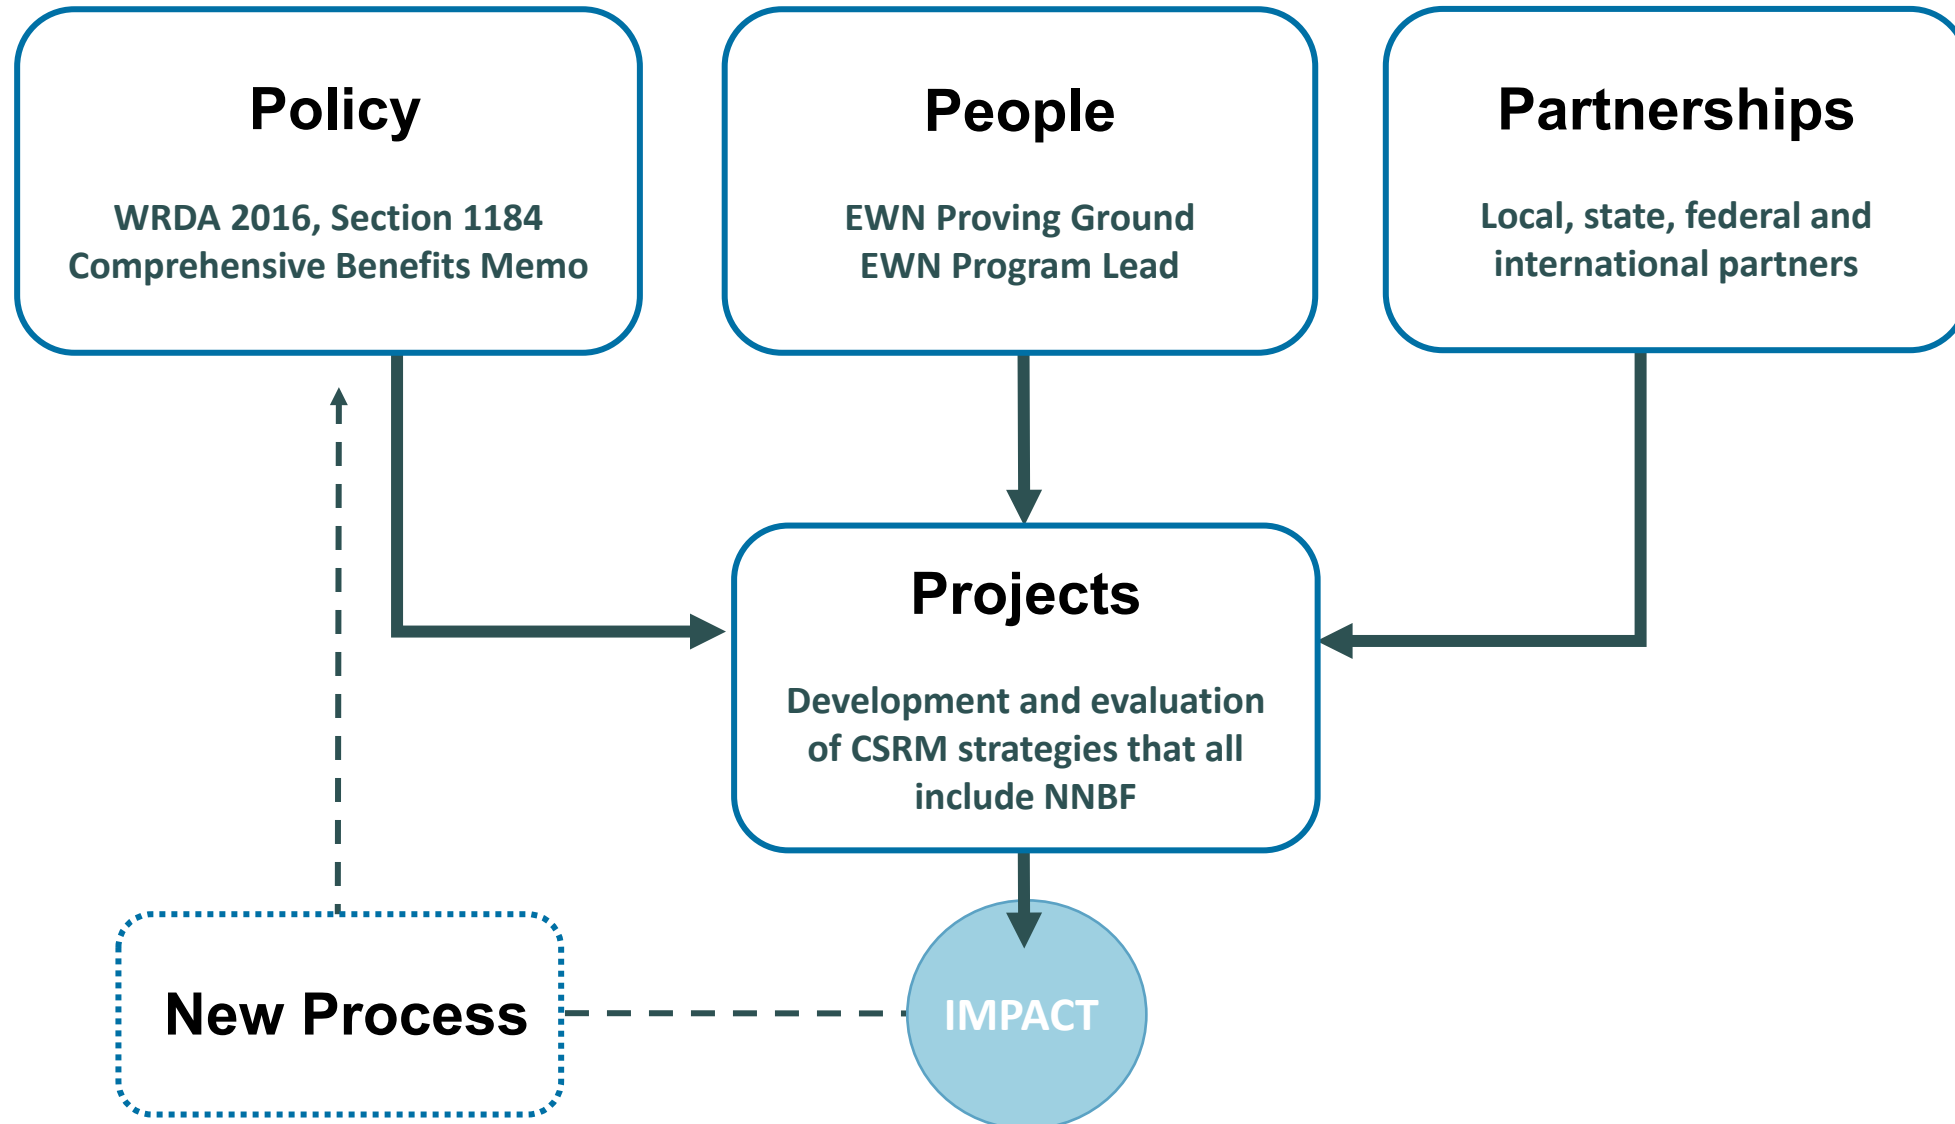 Policy
WRDA 2016, Section 1184
Comprehensive Benefits Memo
People
EWN Proving Ground
EWN Program Lead
Partnerships
Local, state, federal and
international partners
Projects
Development and evaluation
of CSRM strategies that all
include NNBF
New Process
IMPACT